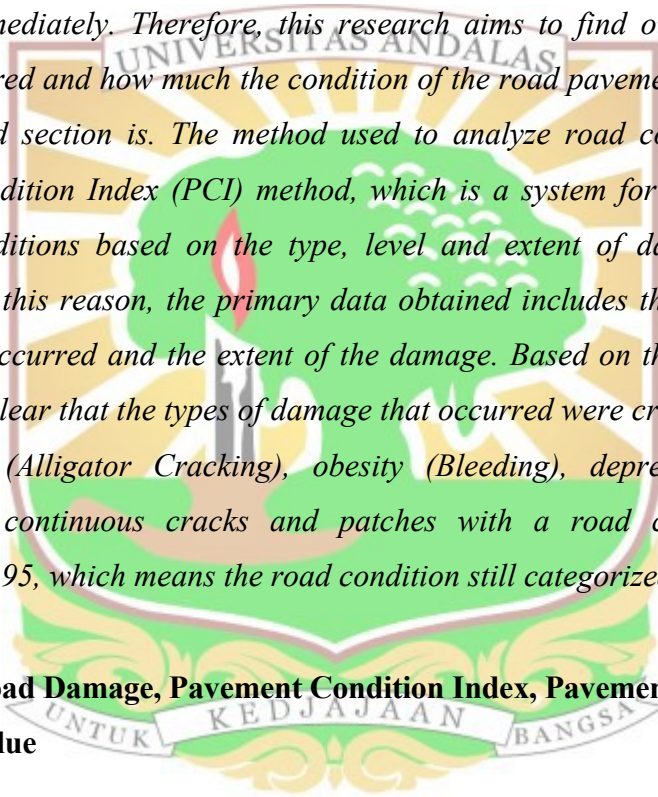 mediately. Therefore, this research aims to find o
UNIVERSITAS ANDALAS
red and how much the condition of the road paveme
d section is. The method used to analyze road co
dition Index (PCI) method, which is a system for
ditions based on the type, level and extent of da
this reason, the primary data obtained includes th
ccurred and the extent of the damage. Based on th
lear that the types of damage that occurred were cr
(Alligator Cracking), obesity (Bleeding), depre
continuous cracks and patches with a road c
95, which means the road condition still categorized
oad Damage, Pavement Condition Index, Pavemen
lue
UNTUK KEDJAJAAN BANGSA